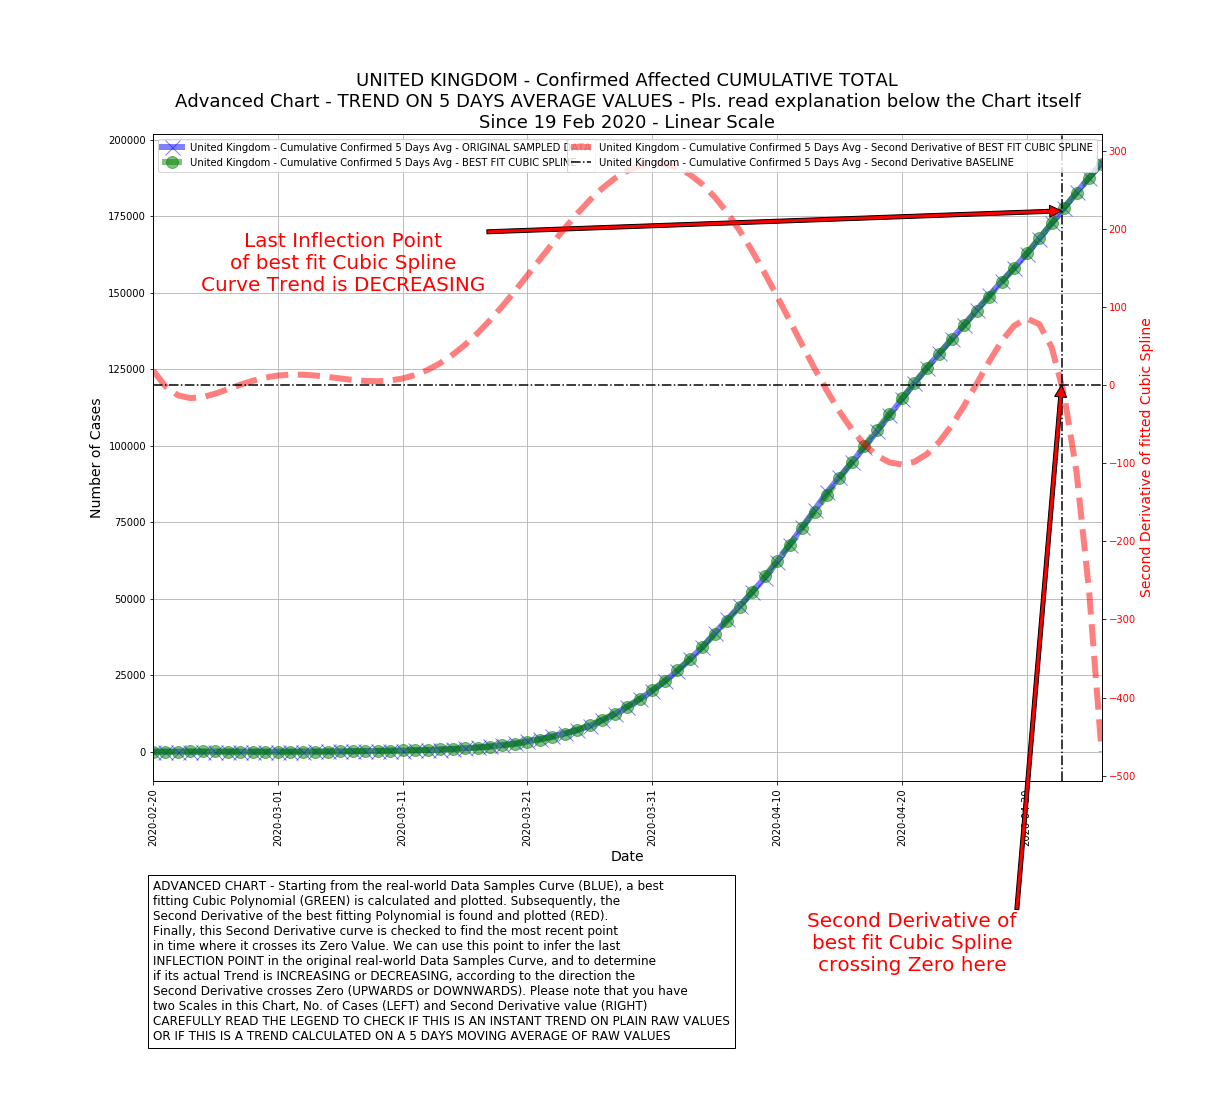 UNITED KINGDOM - Confirmed Affected CUMULATIVE TOTAL
Advanced Chart - TREND ON 5 DAYS AVERAGE VALUES - Pls. read explanation below the Chart itself
Since 19 Feb 2020 - Linear Scale
United Kingdom - Cumulative Confirmed 5 Days Avg - ORIGINAL SAMPLED
United Kingdom - Cumulative Confirmed 5 Days Avg - BEST FIT CUBIC SPLINE
United Kingdom - Cumulative Confirmed 5 Days Avg - Second Derivative of BEST FIT CUBIC SPLINE
United Kingdom - Cumulative Confirmed 5 Days Avg - Second Derivative BASELINE
Last Inflection Point
of best fit Cubic Spline
Curve Trend is DECREASING
Number of Cases
200000
175000
150000
125000
100000
75000
50000
25000
0
300
200
100
0
−100
−200
−300
−400
−500
Second Derivative of fitted Cubic Spline
2020-02-20
2020-03-01
2020-03-11
2020-03-21
2020-03-31
2020-04-10
2020-04-20
2020-04-30
Date
Second Derivative of
best fit Cubic Spline
crossing Zero here
ADVANCED CHART - Starting from the real-world Data Samples Curve (BLUE), a best
fitting Cubic Polynomial (GREEN) is calculated and plotted. Subsequently, the
Second Derivative of the best fitting Polynomial is found and plotted (RED).
Finally, this Second Derivative curve is checked to find the most recent point
in time where it crosses its Zero Value. We can use this point to infer the last
INFLECTION POINT in the original real-world Data Samples Curve, and to determine
if its actual Trend is INCREASING or DECREASING, according to the direction the
Second Derivative crosses Zero (UPWARDS or DOWNWARDS). Please note that you have
two Scales in this Chart, No. of Cases (LEFT) and Second Derivative value (RIGHT)
CAREFULLY READ THE LEGEND TO CHECK IF THIS IS AN INSTANT TREND ON PLAIN RAW VALUES
OR IF THIS IS A TREND CALCULATED ON A 5 DAYS MOVING AVERAGE OF RAW VALUES